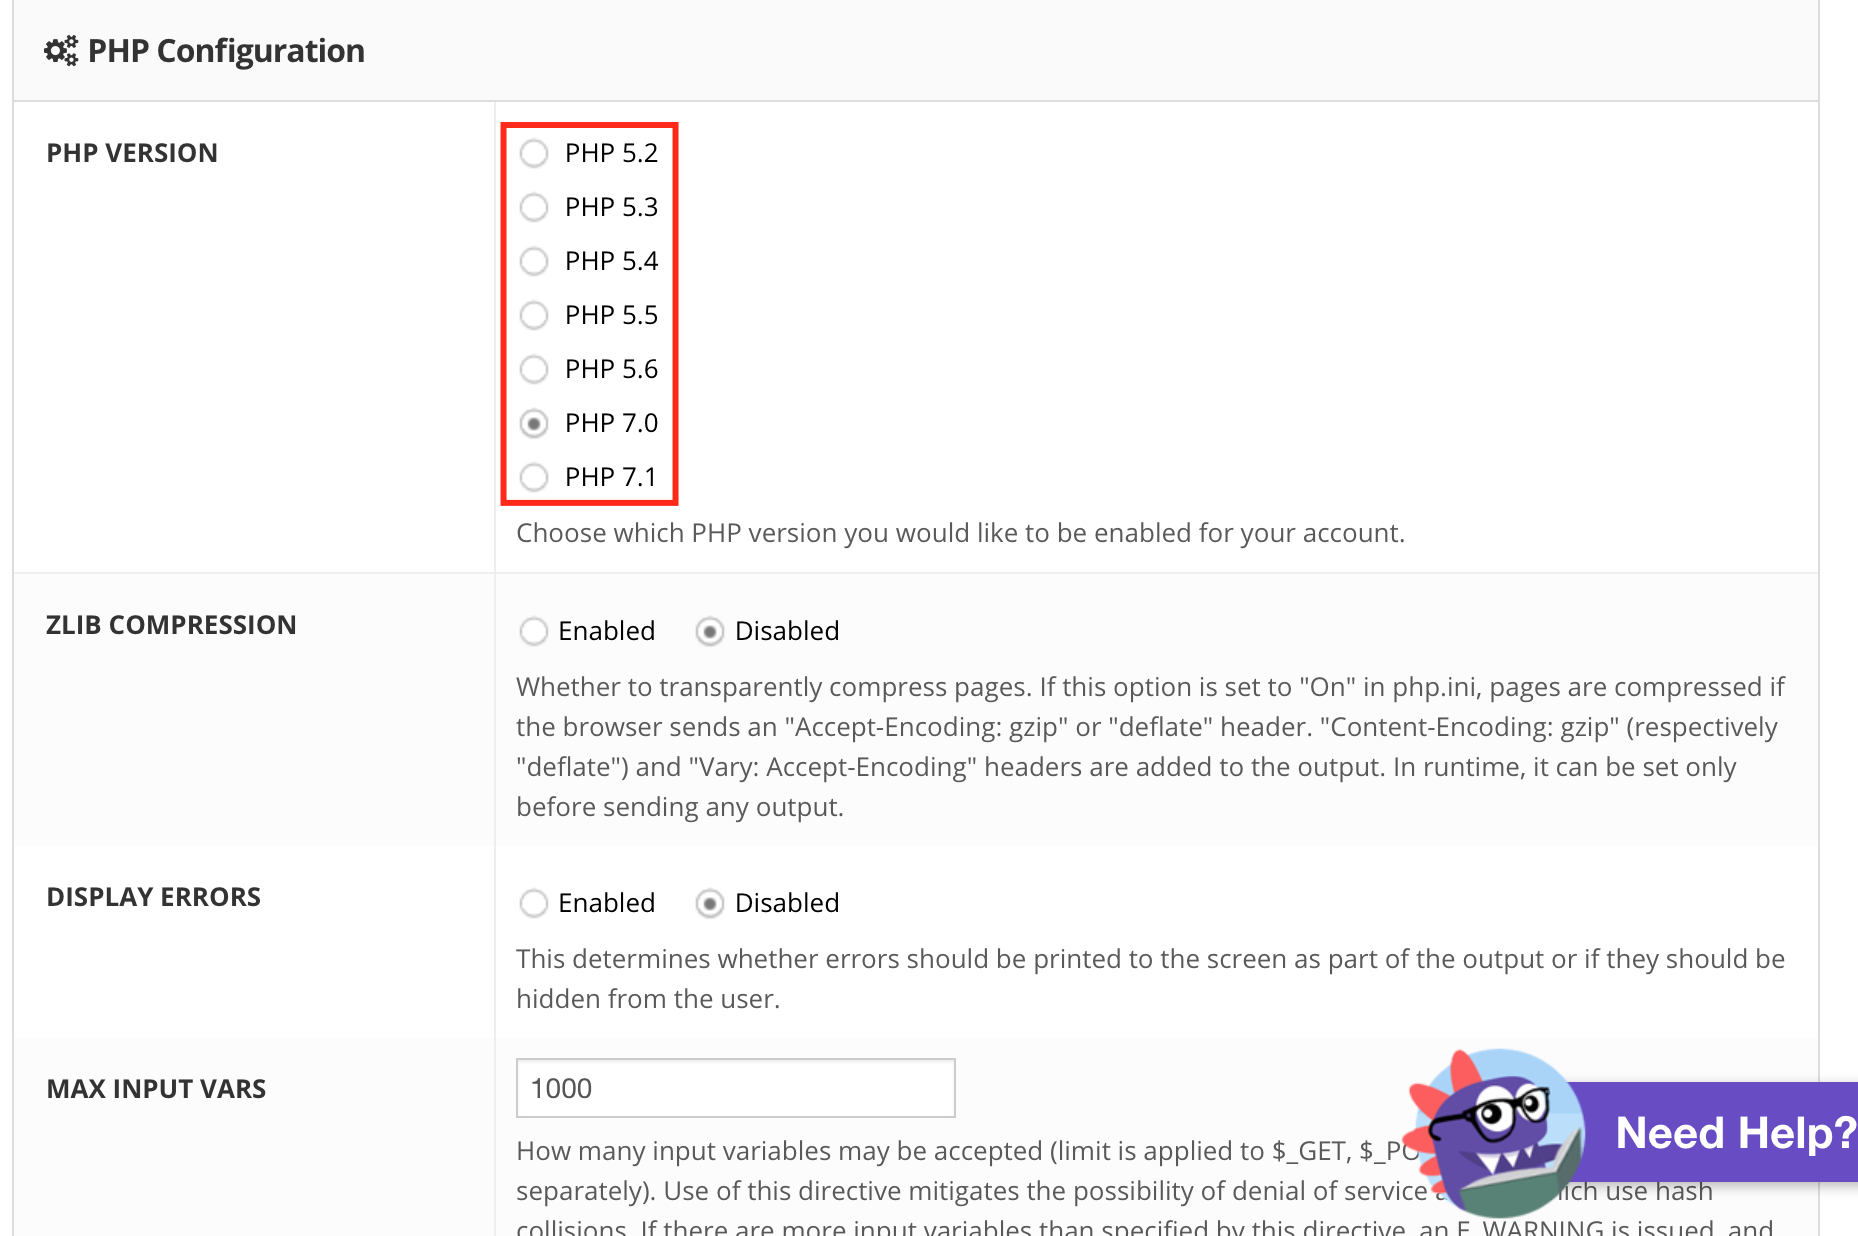 PHP Configuration
PHP VERSION
PHP 5.2
PHP 5.3
PHP 5.4
PHP 5.5
PHP 5.6
PHP 7.0
PHP 7.1
Choose which PHP version you would like to be enabled for your account.
ZLIB COMPRESSION
Enabled Disabled
Whether to transparently compress pages. If this option is set to "On" in php.ini, pages are compressed if
the browser sends an "Accept-Encoding: gzip" or "deflate" header. "Content-Encoding: gzip" (respectively
"deflate") and "Vary: Accept-Encoding" headers are added to the output. In runtime, it can be set only
before sending any output.
DISPLAY ERRORS
Enabled Disabled
This determines whether errors should be printed to the screen as part of the output or if they should be
hidden from the user.
MAX INPUT VARS
1000
How many input variables may be accepted (limit is applied to $_GET,
separately). Use of this directive mitigates the possibility of denial of service use hash
collisions. If there are more input variables than specified by this directive, an E_WARNING is issued, and
Need Help?